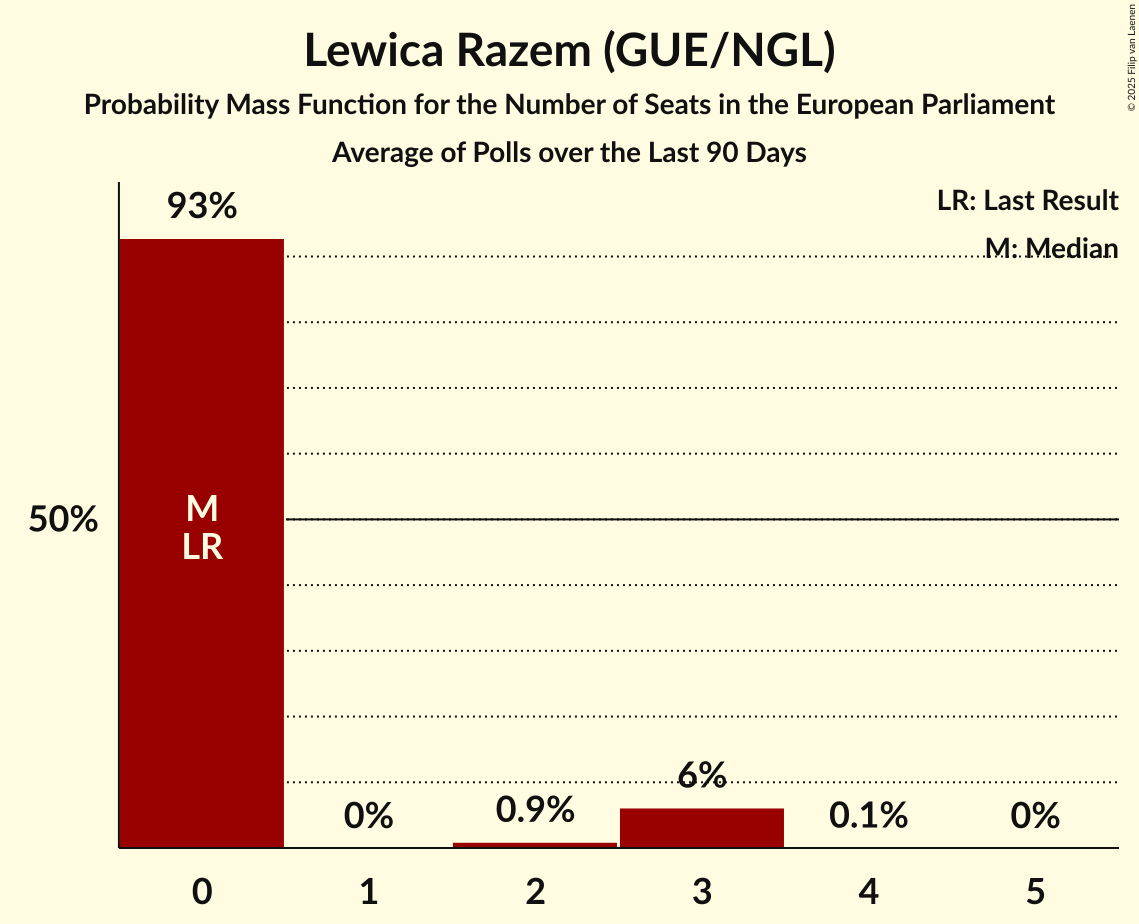 Lewica Razem (GUE/NGL)
Probability Mass Function for the Number of Seats in the European Parliament
Average of Polls over the Last 90 Days
© 2025 Filip van Laenen
LR: Last Result
M: Median
93%
50%
M
LR
0%
0.9%
6%
0.1%
0%
0 1 2 3 4 5